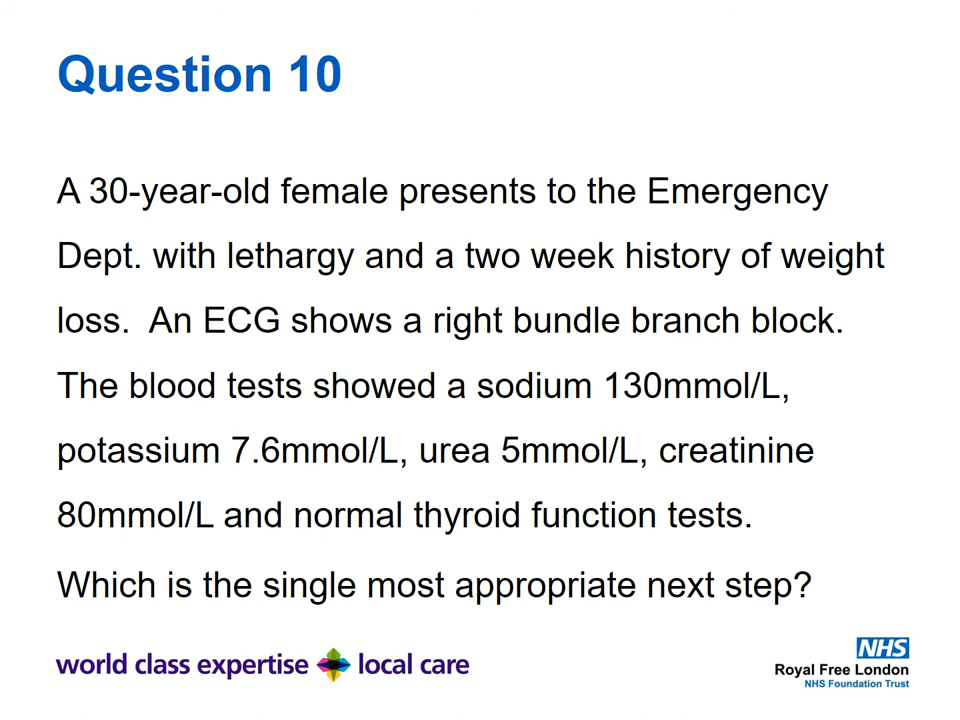 Question 10
A 30-year-old female presents to the Emergency
Dept. with lethargy and a two week history of weight
loss.  An ECG shows a right bundle branch block.
The blood tests showed a sodium 130mmol/L,
potassium 7.6mmol/L, urea 5mmol/L, creatinine
80mmol/L and normal thyroid function tests.
Which is the single most appropriate next step?
world class expertise local care
NHS
Royal Free London
NHS Foundation Trust